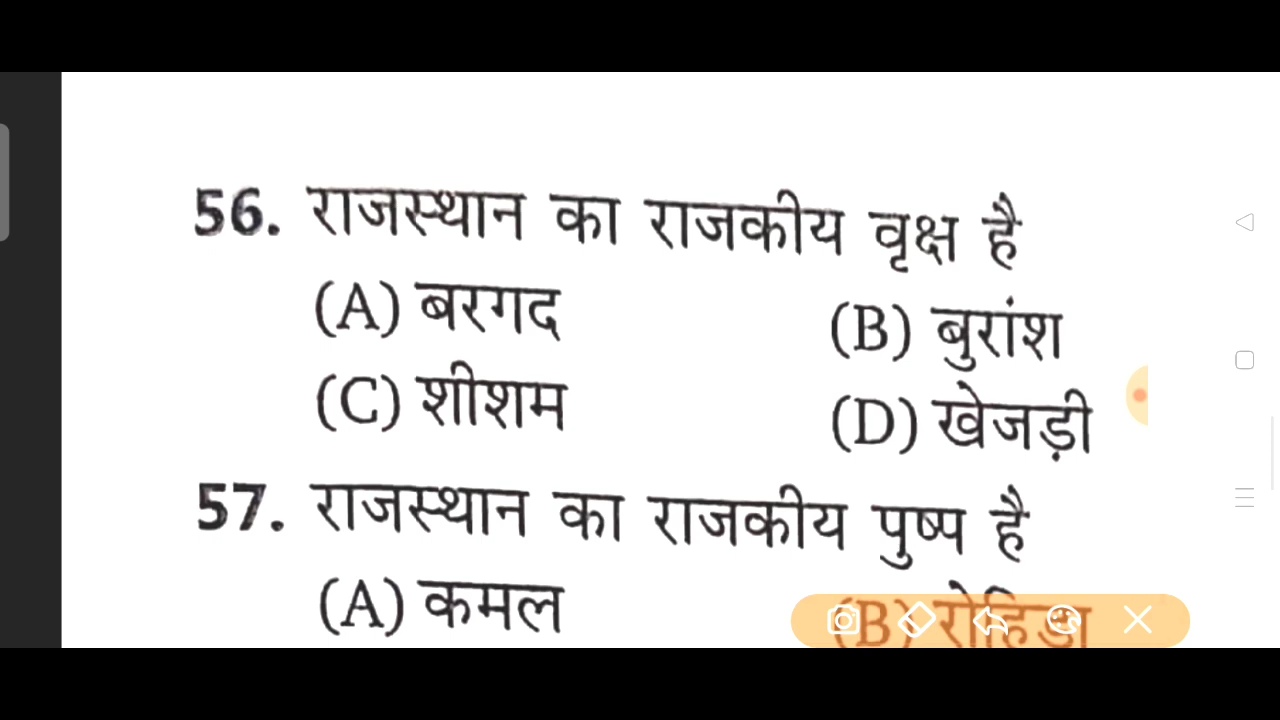 56. राजस्थान का राजकीय वृक्ष है
(A) बरगद (B) बुरांश
(C) शीशम (D) खेजड़ी
57. राजस्थान का राजकीय पुष्प है
(A) कमल (B) रोहिडा